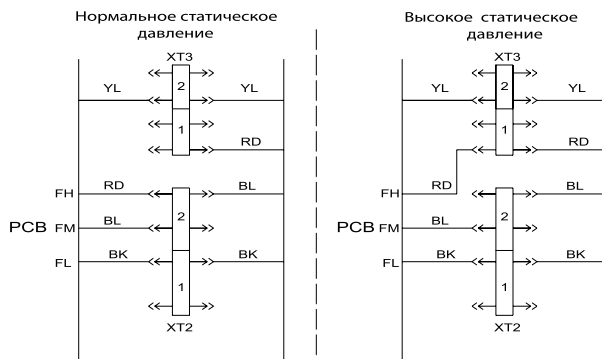 Нормальное статическое
давление
XT3
YL 2 YL
1
RD
FH RD BL
PCB FM BL 2
FL BK BK
1
XT2
Высокое статическое
давление
XT3
YL 2 YL
1
RD
FH RD BL
PCB FM BL 2
FL BK BK
1
XT2